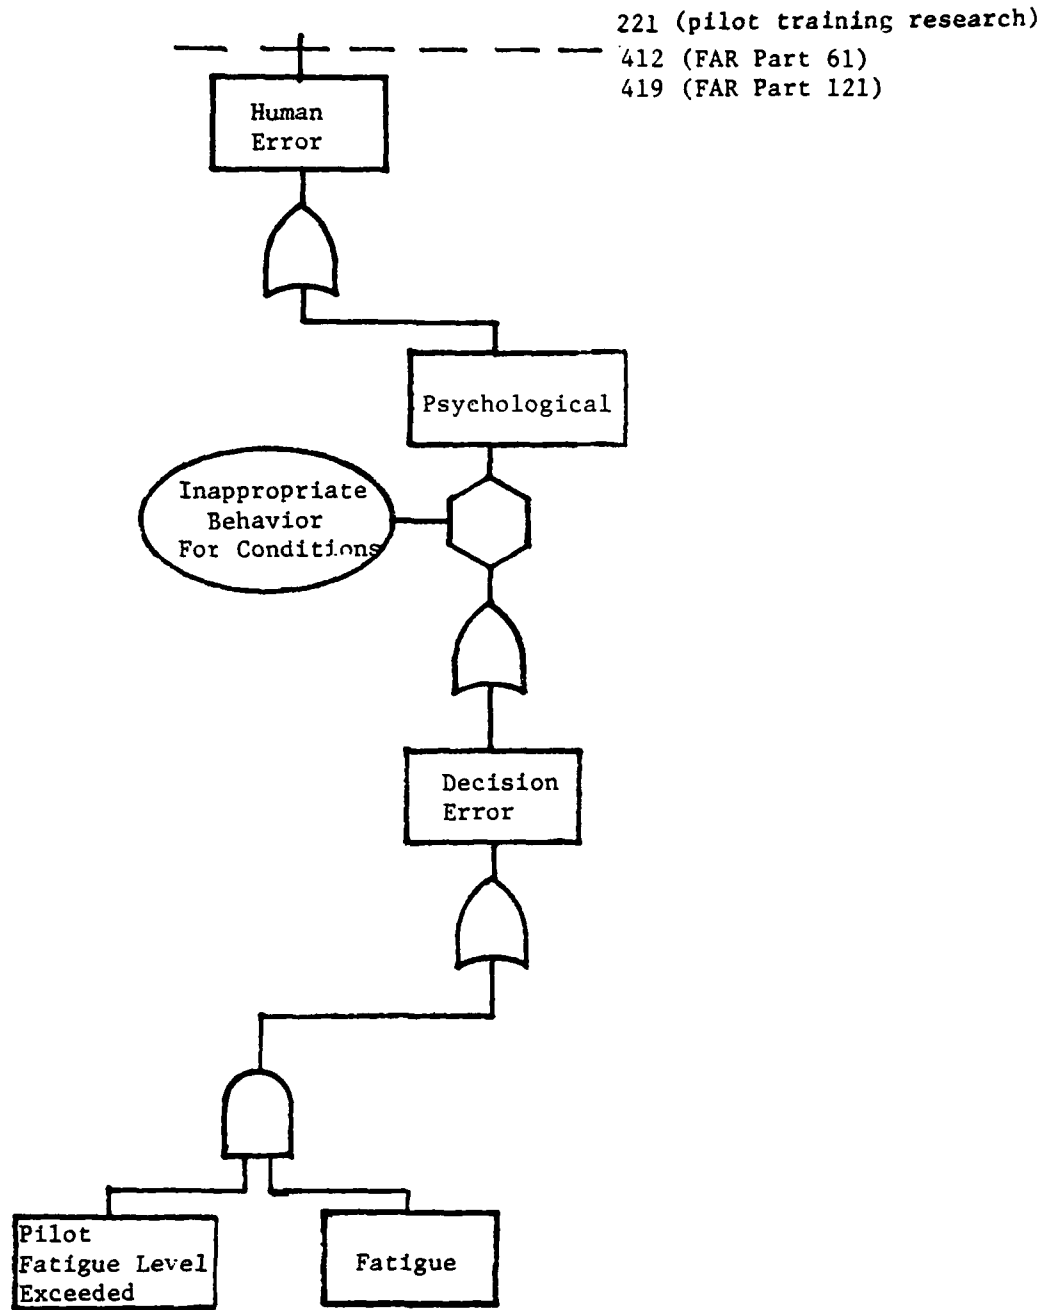 221 (pilot training research)
412 (FAR Part 61)
419 (FAR Part 121)
Human
Error
Psychological
Inappropriate
Behavior
For Conditions
Decision
Error
Pilot
Fatigue Level
Exceeded
Fatigue